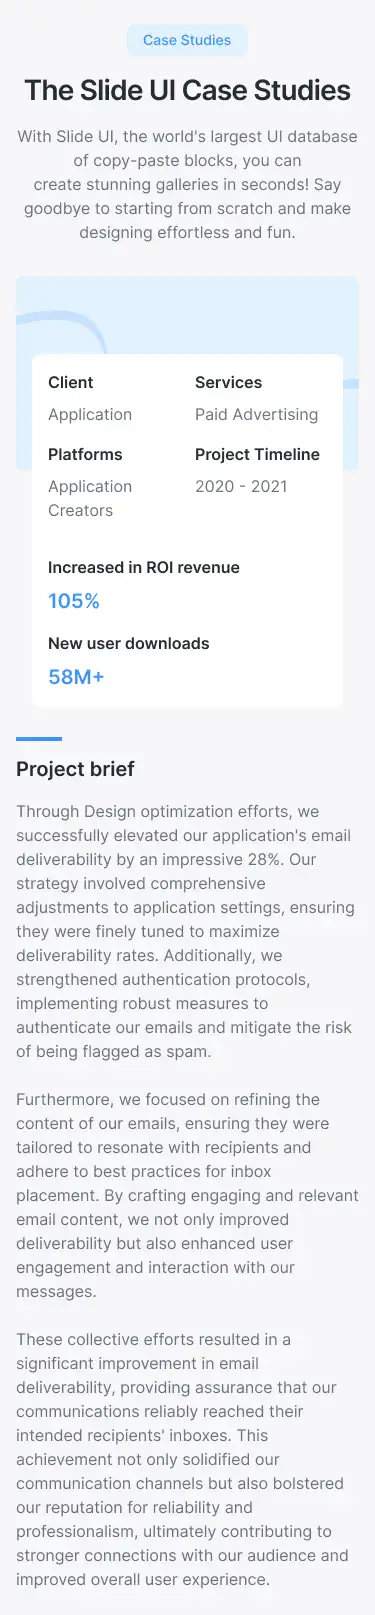 Case Studies
The Slide UI Case Studies
With Slide UI, the world's largest UI database
of copy-paste blocks, you can
create stunning galleries in seconds! Say
goodbye to starting from scratch and make
designing effortless and fun.
Client
Application
Services
Paid Advertising
Platforms
Application
Creators
Project Timeline
2020 - 2021
Increased in ROI revenue
105%
New user downloads
58M+
Project brief
Through Design optimization efforts, we
successfully elevated our application's email
deliverability by an impressive 28%. Our
strategy involved comprehensive
adjustments to application settings, ensuring
they were finely tuned to maximize
deliverability rates. Additionally, we
strengthened authentication protocols,
implementing robust measures to
authenticate our emails and mitigate the risk
of being flagged as spam.
Furthermore, we focused on refining the
content of our emails, ensuring they were
tailored to resonate with recipients and
adhere to best practices for inbox
placement. By crafting engaging and relevant
email content, we not only improved
deliverability but also enhanced user
engagement and interaction with our
messages.
These collective efforts resulted in a
significant improvement in email
deliverability, providing assurance that our
communications reliably reached their
intended recipients' inboxes. This
achievement not only solidified our
communication channels but also bolstered
our reputation for reliability and
professionalism, ultimately contributing to
stronger connections with our audience and
improved overall user experience.